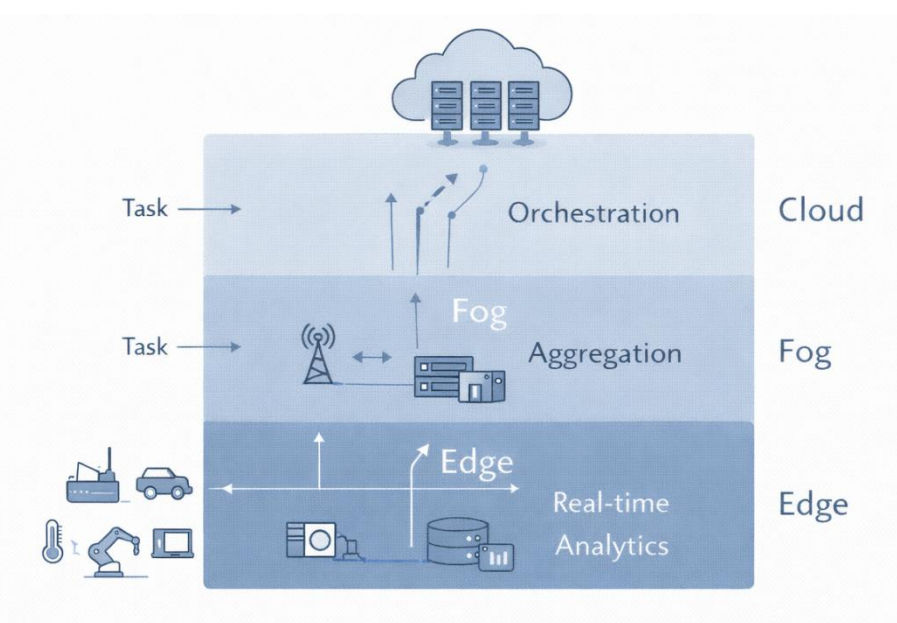 Task
Orchestration
Cloud
Fog
Task
Aggregation
Fog
Edge
Real-time
Analytics
Edge